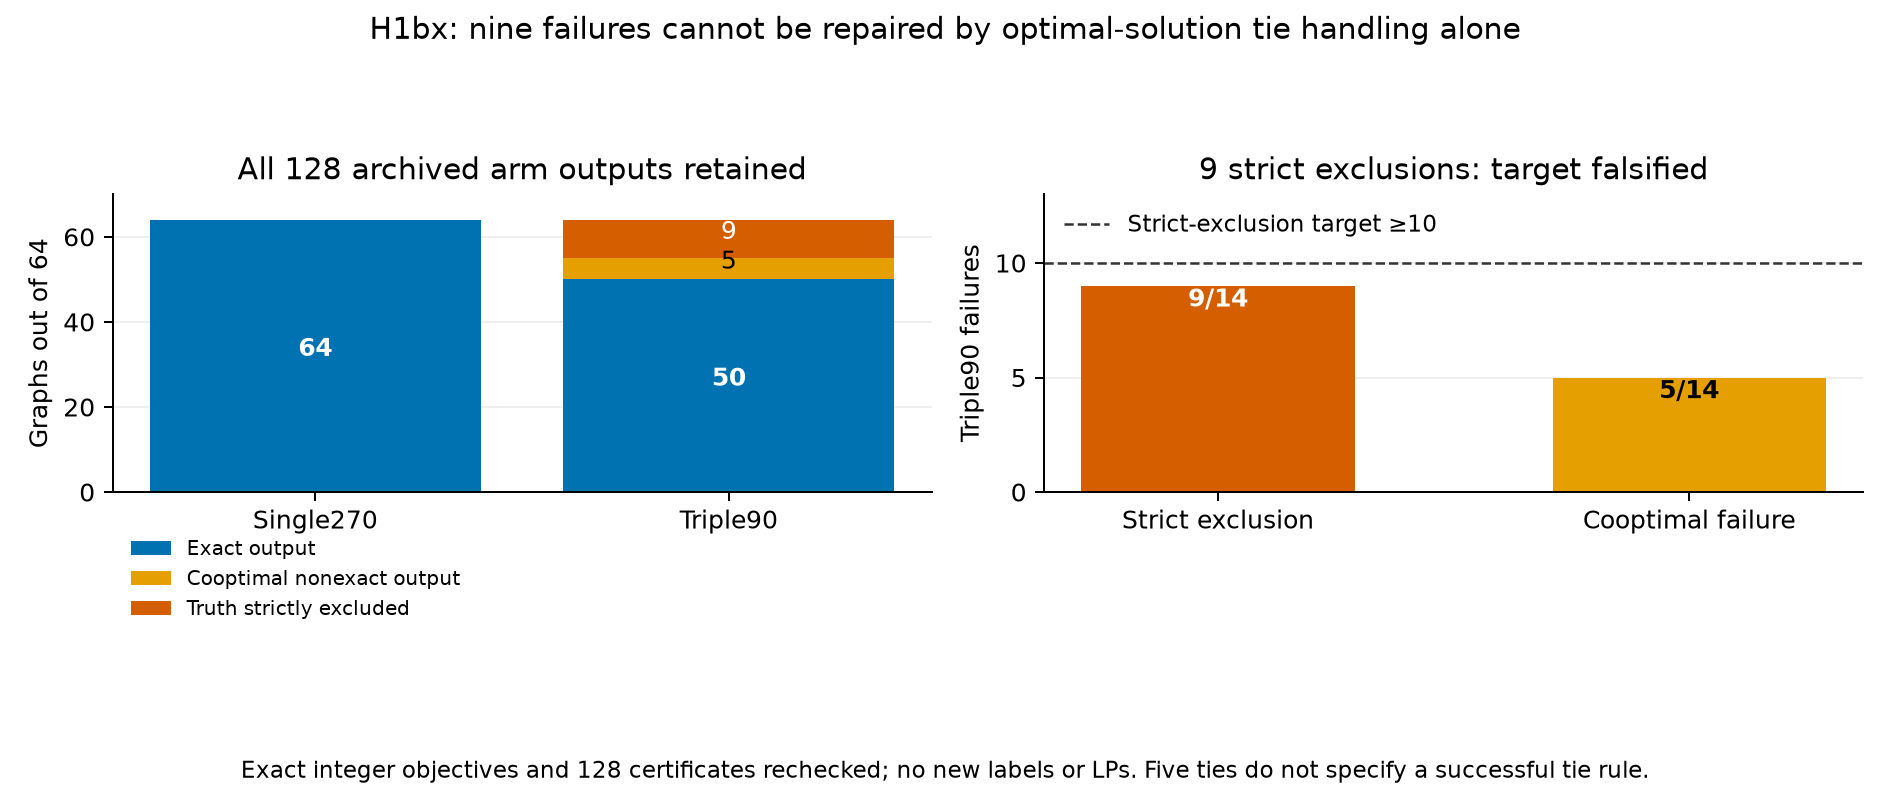 H1bx: nine failures cannot be repaired by optimal-solution tie handling alone
All 128 archived arm outputs retained
Graphs out of 64
60
40
20
0
64
9
5
50
Single270
Triple90
Exact output
Cooptimal nonexact output
Truth strictly excluded
9 strict exclusions: target falsified
Strict-exclusion target ≥10
Triple90 failures
10
5
0
9/14
5/14
Strict exclusion
Cooptimal failure
Exact integer objectives and 128 certificates rechecked; no new labels or LPs. Five ties do not specify a successful tie rule.